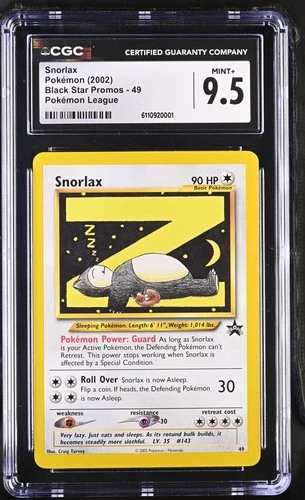 CGC
CERTIFIED GUARANTY COMPANY
Snorlax
Pokémon (2002)
Black Star Promos - 49
Pokémon League
6110920001
MINT+
9.5
Snorlax
90 HP
Basic Pokémon
Z
Z
Z
Z
Z
Sleeping Pokémon. Length: 6' 11", Weight: 1,014 lbs.
Pokémon Power: Guard As long as Snorlax
is your Active Pokémon, the Defending Pokémon can't
Retreat. This power stops working when Snorlax is
affected by a Special Condition.
Roll Over Snorlax is now Asleep.
Flip a coin. If heads, the Defending Pokémon
is now Asleep.
30
weakness
resistance
retreat cost
-30
Very lazy. Just eats and sleeps. As its rotund bulk builds, it
becomes steadily more slothful. LV. 35 #143
Illus. Craig Turvey
© 2002 Pokémon · Nintendo.
49